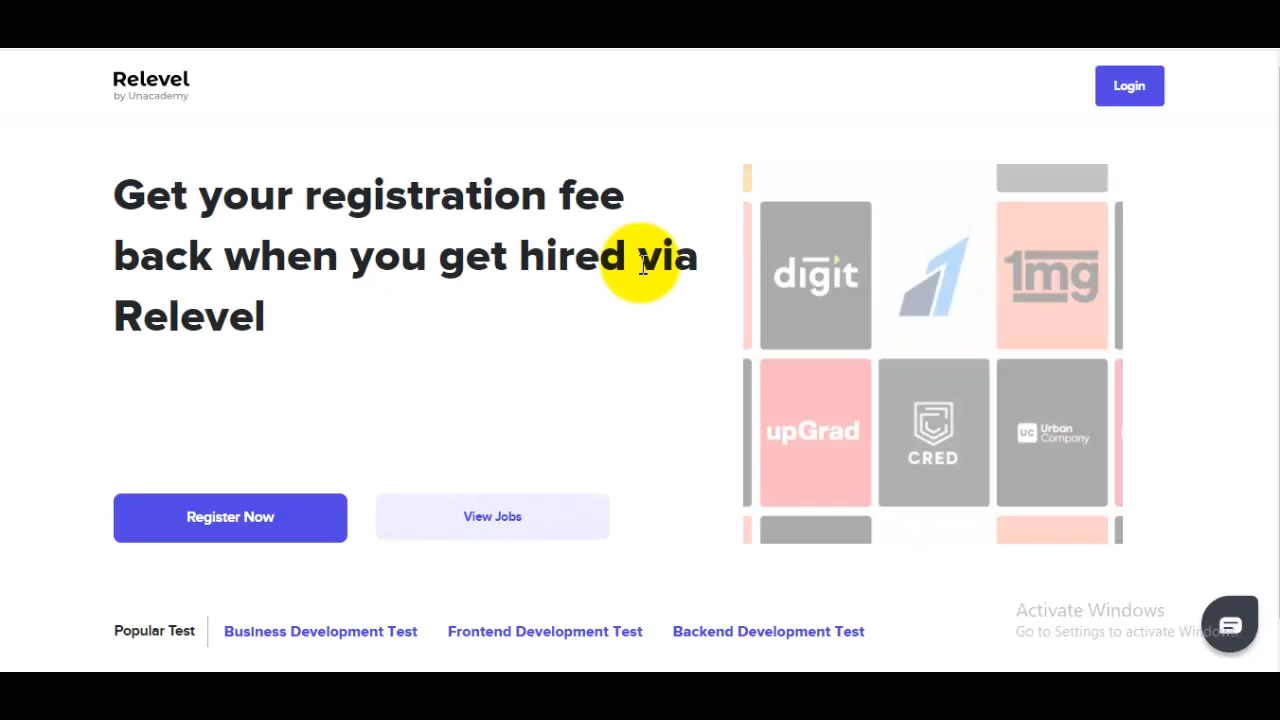 Relevel
by Unacademy
Login
Get your registration fee
back when you get hired via
Relevel
digit
1mg
upGrad
CRED
UC Urban
Company
Register Now
View Jobs
Popular Test
Business Development Test
Frontend Development Test
Backend Development Test
Activate Windows
Go to Settings to activate Windows.